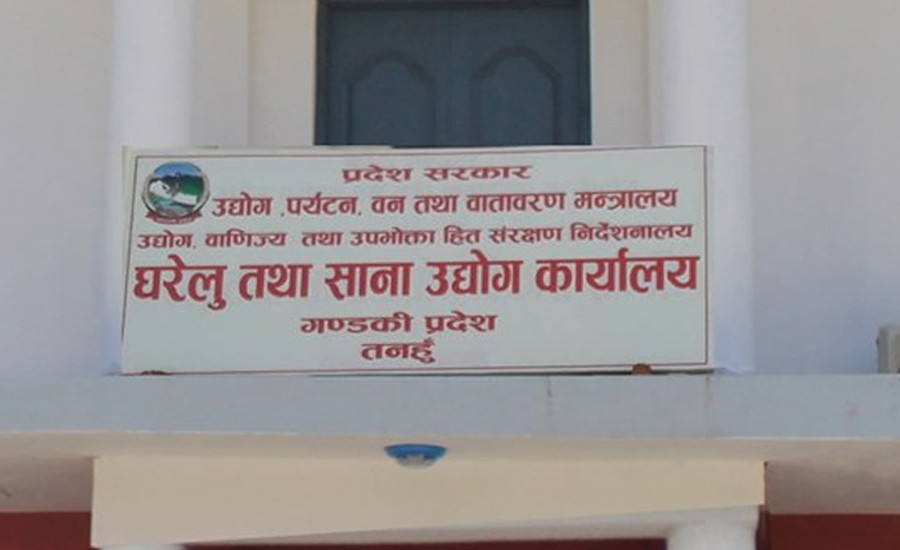 प्रदेश सरकार
उद्योग ,पर्यटन, वन तथा वातावरण मन्त्रालय
उद्योग, वाणिज्य तथा उपभोक्ता हित संरक्षण निर्देशनालय
घरेलु तथा साना उद्योग कार्यालय
गण्डकी प्रदेश
तनहुँ